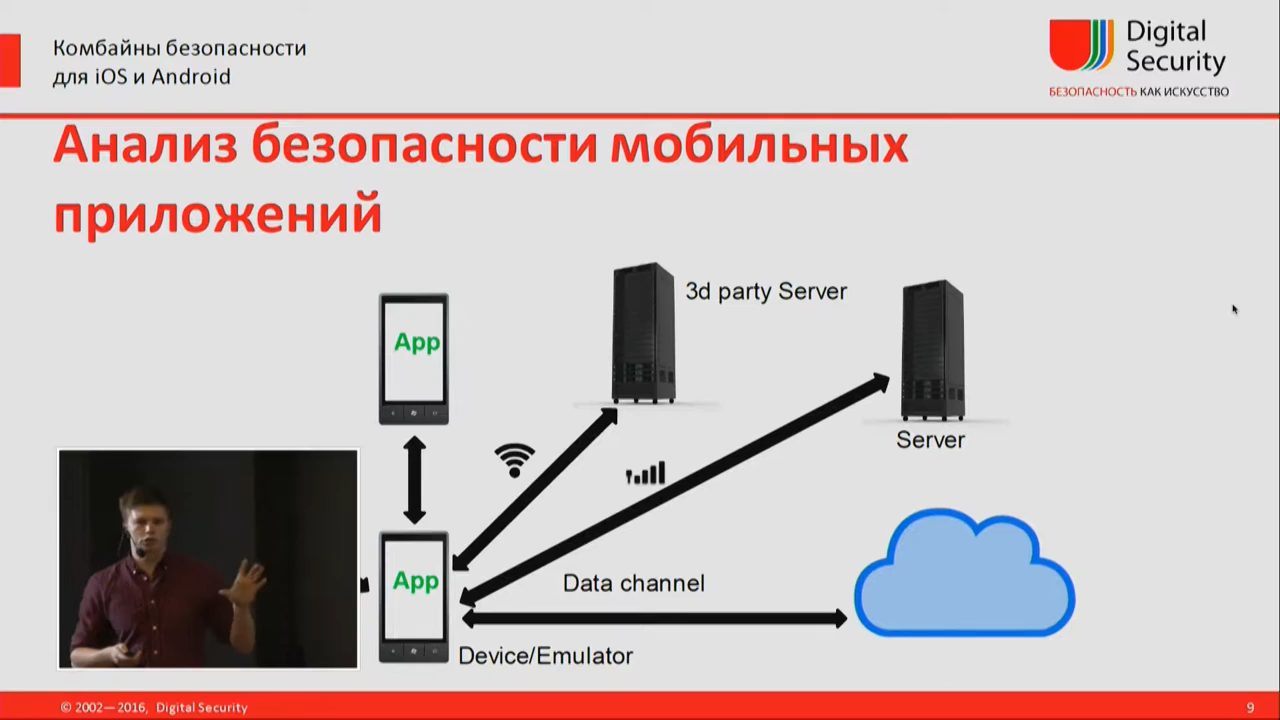 Комбайны безопасности
для iOS и Android
Digital
Security
БЕЗОПАСНОСТЬ КАК ИСКУССТВО
Анализ безопасности мобильных
приложений
3d party Server
App
Server
App
Data channel
Device/Emulator
© 2002—2016, Digital Security
9